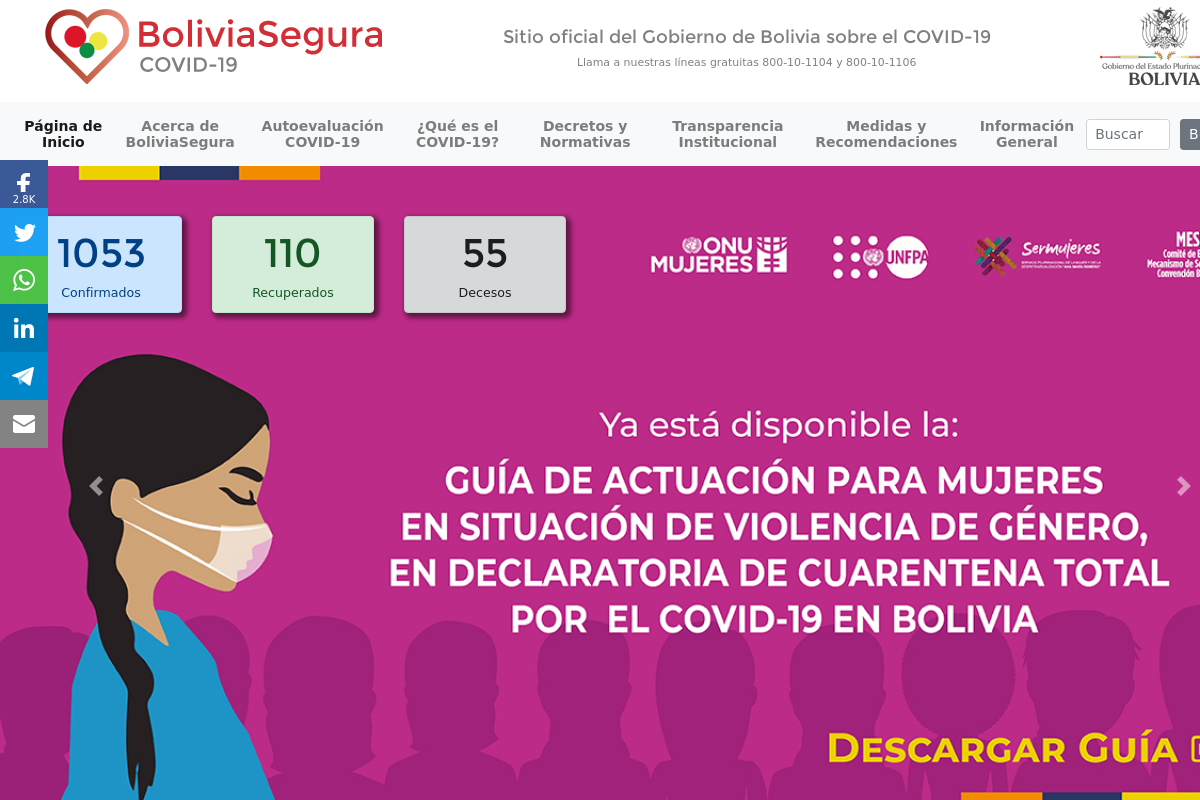 BoliviaSegura
COVID-19
Sitio oficial del Gobierno de Bolivia sobre el COVID-19
Llama a nuestras líneas gratuitas 800-10-1104 y 800-10-1106
Gobierno del Estado Plurinac
BOLIVIA
Página de
Inicio
Acerca de
BoliviaSegura
Autoevaluación
COVID-19
¿Qué es el
COVID-19?
Decretos y
Normativas
Transparencia
Institucional
Medidas y
Recomendaciones
Información
General
Buscar
B
2.8K
1053
Confirmados
110
Recuperados
55
Decesos
ONU
MUJERES
UNFPA
Sermujeres
MES
Comité de E
Mecanismo de Se
Convención B
Ya está disponible la:
GUÍA DE ACTUACIÓN PARA MUJERES
EN SITUACIÓN DE VIOLENCIA DE GÉNERO,
EN DECLARATORIA DE CUARENTENA TOTAL
POR EL COVID-19 EN BOLIVIA
DESCARGAR GUÍA